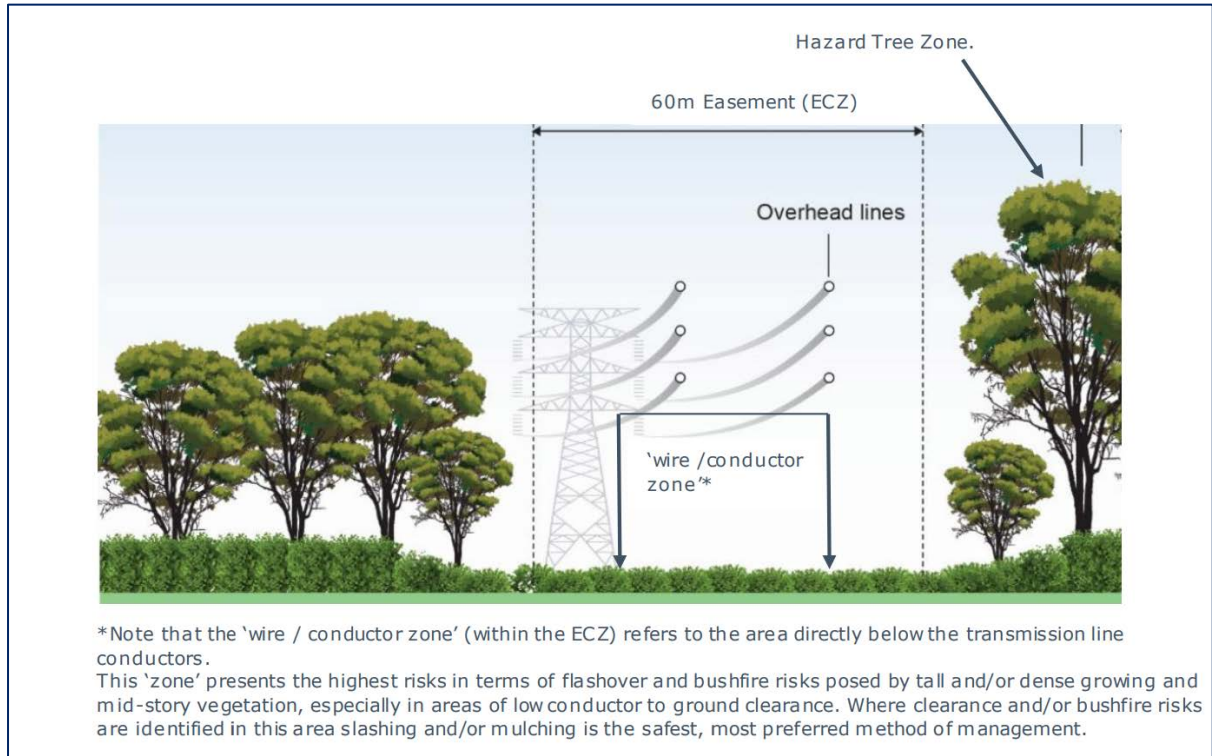 Hazard Tree Zone.
60m Easement (ECZ)
Overhead lines
‘wire /conductor
zone’*
*Note that the ‘wire / conductor zone’ (within the ECZ) refers to the area directly below the transmission line
conductors.
This ‘zone’ presents the highest risks in terms of flashover and bushfire risks posed by tall and/or dense growing and
mid-story vegetation, especially in areas of low conductor to ground clearance. Where clearance and/or bushfire risks
are identified in this area slashing and/or mulching is the safest, most preferred method of management.